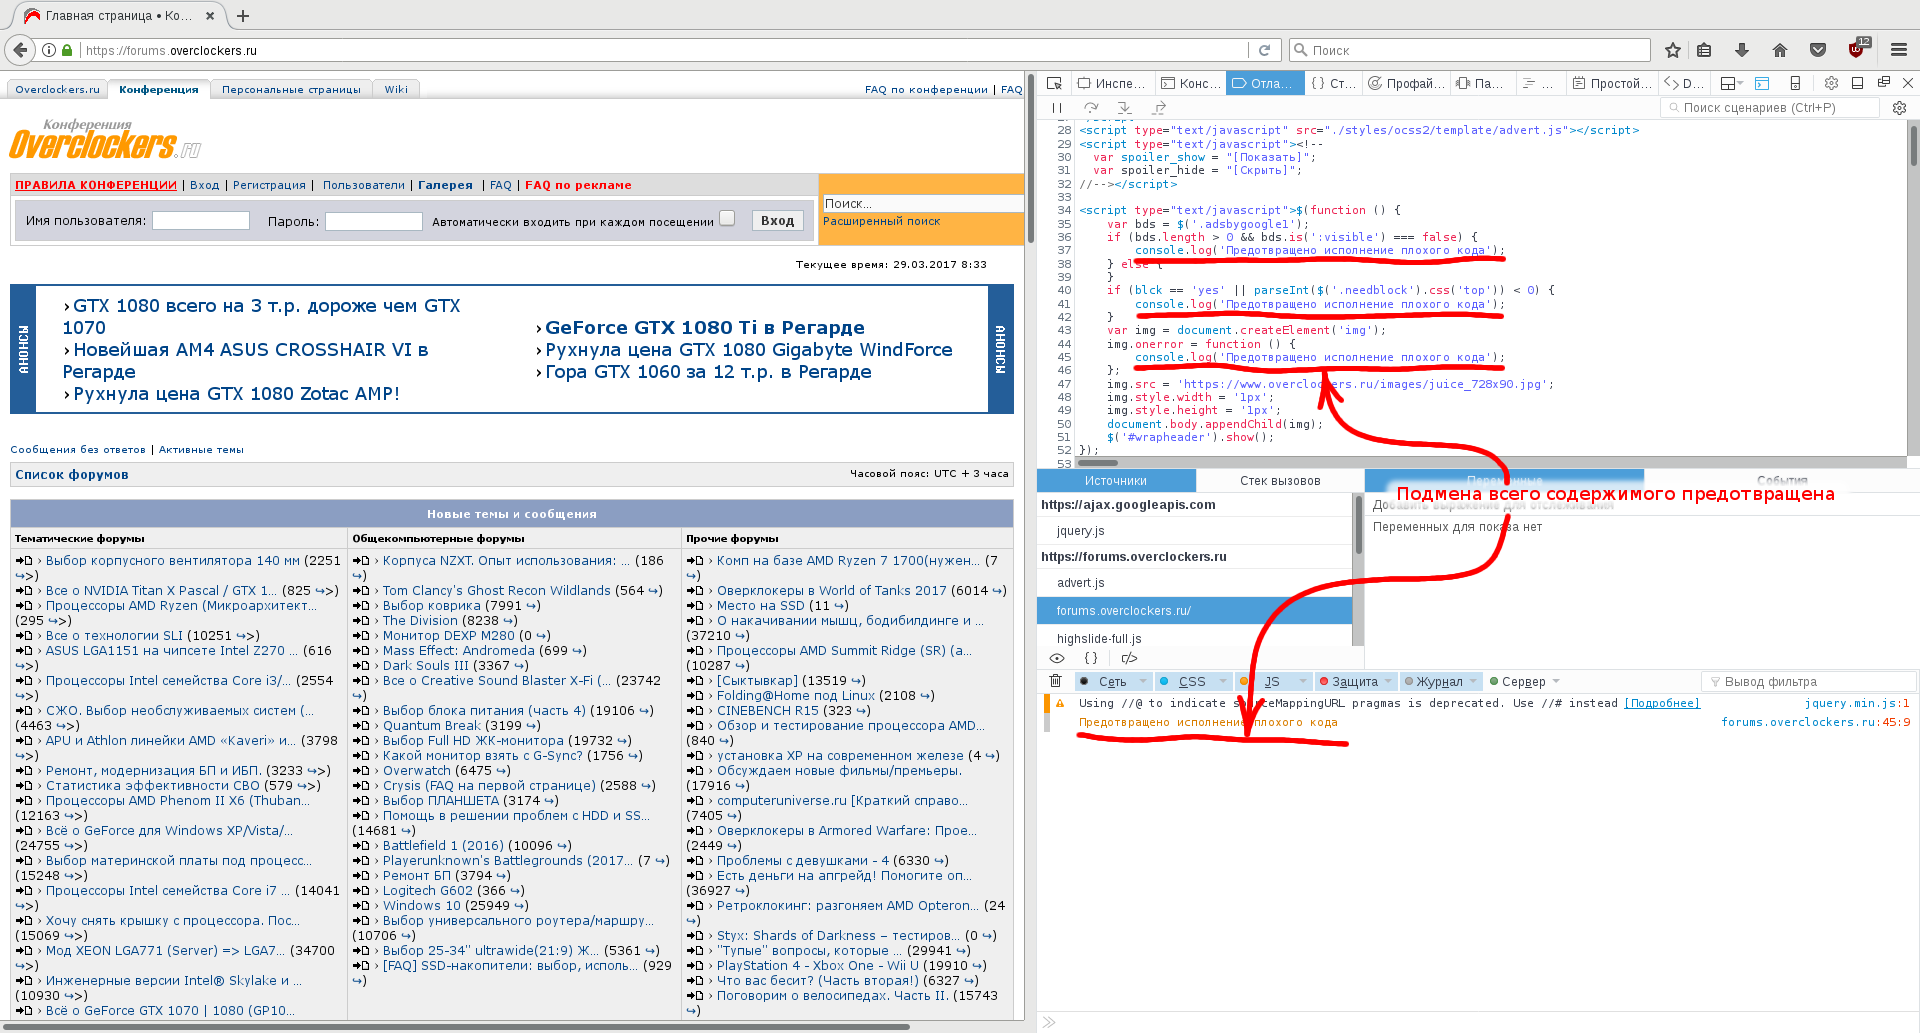 Главная страница • Ко...
https://forums.overclockers.ru
Поиск
12
Overclockers.ru
Конференция
Персональные страницы
Wiki
FAQ по конференции | FAQ
Конференция
Overclockers.ru
ПРАВИЛА КОНФЕРЕНЦИИ | Вход | Регистрация | Пользователи | Галерея | FAQ | FAQ по рекламе
Имя пользователя: Пароль: Автоматически входить при каждом посещении Вход
Поиск...
Расширенный поиск
Текущее время: 29.03.2017 8:33
АНОНСЫ
›GTX 1080 всего на 3 т.р. дороже чем GTX
1070
›Новейшая AM4 ASUS CROSSHAIR VI в
Регарде
›Рухнула цена GTX 1080 Zotac AMP!
›GeForce GTX 1080 Ti в Регарде
›Рухнула цена GTX 1080 Gigabyte WindForce
›Гора GTX 1060 за 12 т.р. в Регарде
АНОНСЫ
Сообщения без ответов | Активные темы
Список форумов
Часовой пояс: UTC + 3 часа
Новые темы и сообщения
Тематические форумы
› Выбор корпусного вентилятора 140 мм (2251
↪>)
› Все о NVIDIA Titan X Pascal / GTX 1... (825 ↪>)
› Процессоры AMD Ryzen (Микроархитект...
(295 ↪>)
› Все о технологии SLI (10251 ↪>)
› ASUS LGA1151 на чипсете Intel Z270 ... (616
↪>)
› Процессоры Intel семейства Core i3/... (2554
↪>)
› СЖО. Выбор необслуживаемых систем (...
(4463 ↪>)
› APU и Athlon линейки AMD «Kaveri» и... (3798
↪>)
› Ремонт, модернизация БП и ИБП. (3233 ↪>)
› Статистика эффективности СВО (579 ↪>)
› Процессоры AMD Phenom II X6 (Thuban...
(12163 ↪>)
› Всё о GeForce для Windows XP/Vista/...
(24755 ↪>)
› Выбор материнской платы под процесс...
(15248 ↪>)
› Процессоры Intel семейства Core i7 ... (14041
↪>)
› Хочу снять крышку с процессора. Пос...
(15069 ↪>)
› Мод XEON LGA771 (Server) => LGA7... (34700
↪>)
› Инженерные версии Intel® Skylake и ...
(10930 ↪>)
› Всё о GeForce GTX 1070 | 1080 (GP10...
Общекомпьютерные форумы
› Корпуса NZXT. Опыт использования: ... (186
↪)
› Tom Clancy's Ghost Recon Wildlands (564 ↪)
› Выбор коврика (7991 ↪)
› The Division (8238 ↪)
› Монитор DEXP M280 (0 ↪)
› Mass Effect: Andromeda (699 ↪)
› Dark Souls III (3367 ↪)
› Все о Creative Sound Blaster X-Fi (... (23742
↪)
› Выбор блока питания (часть 4) (19106 ↪)
› Quantum Break (3199 ↪)
› Выбор Full HD ЖК-монитора (19732 ↪)
› Какой монитор взять с G-Sync? (1756 ↪)
› Overwatch (6475 ↪)
› Crysis (FAQ на первой странице) (2588 ↪)
› Выбор ПЛАНШЕТА (3174 ↪)
› Помощь в решении проблем с HDD и SS...
(14681 ↪)
› Battlefield 1 (2016) (10096 ↪)
› Playerunknown's Battlegrounds (2017... (7 ↪)
› Ремонт БП (3794 ↪)
› Logitech G602 (366 ↪)
› Windows 10 (25949 ↪)
› Выбор универсального роутера/маршру...
(10706 ↪)
› Выбор 25-34" ultrawide(21:9) Ж... (5361 ↪)
› [FAQ] SSD-накопители: выбор, исполь... (929
↪)
Прочие форумы
› Комп на базе AMD Ryzen 7 1700(нужен... (7
↪)
› Оверклокеры в World of Tanks 2017 (6014 ↪)
› Место на SSD (11 ↪)
› О накачивании мышц, бодибилдинге и ...
(37210 ↪)
› Процессоры AMD Summit Ridge (SR) (а...
(10287 ↪)
› [Сыктывкар] (13519 ↪)
› Folding@Home под Linux (2108 ↪)
› CINEBENCH R15 (323 ↪)
› Обзор и тестирование процессора AMD...
(840 ↪)
› установка XP на современном железе (4 ↪)
› Обсуждаем новые фильмы/премьеры.
(17916 ↪)
› computeruniverse.ru [Краткий справо...
(7405 ↪)
› Оверклокеры в Armored Warfare: Прое...
(2449 ↪)
› Проблемы с девушками - 4 (6330 ↪)
› Есть деньги на апгрейд! Помогите оп...
(36927 ↪)
› Ретроклокинг: разгоняем AMD Opteron... (24
↪)
› Styx: Shards of Darkness – тестиров... (0 ↪)
› "Тупые" вопросы, которые ... (29941 ↪)
› PlayStation 4 - Xbox One - Wii U (19910 ↪)
› Что вас бесит? (Часть вторая!) (6327 ↪)
› Поговорим о велосипедах. Часть II. (15743
↪)
Инспе... Конс... Отла... { } Ст... Профай... Па... Простой... D...
Поиск сценариев (Ctrl+P)
28 <script type="text/javascript" src="./styles/ocss2/template/advert.js"></script>
29 <script type="text/javascript"><!--
30 var spoiler_show = "[Показать]";
31 var spoiler_hide = "[Скрыть]";
32 //--></script>
33
34 <script type="text/javascript">$(function () {
35 var bds = $('.adsbygoogle1');
36 if (bds.length > 0 && bds.is(':visible') === false) {
37 console.log('Предотвращено исполнение плохого кода');
38 } else {
39 }
40 if (blck == 'yes' || parseInt($('.needblock').css('top')) < 0) {
41 console.log('Предотвращено исполнение плохого кода');
42 }
43 var img = document.createElement('img');
44 img.onerror = function () {
45 console.log('Предотвращено исполнение плохого кода');
46 };
47 img.src = 'https://www.overclockers.ru/images/juice_728x90.jpg';
48 img.style.width = '1px';
49 img.style.height = '1px';
50 document.body.appendChild(img);
51 $('#wrapheader').show();
52 });
53
Источники
Стек вызовов
Переменные
События
Подмена всего содержимого предотвращена
Добавить выражение для отслеживания
Переменных для показа нет
https://ajax.googleapis.com
jquery.js
https://forums.overclockers.ru
advert.js
forums.overclockers.ru/
highslide-full.js
{ }
Сеть CSS JS Защита Журнал Сервер
Вывод фильтра
Using //@ to indicate sourceMappingURL pragmas is deprecated. Use //# instead [Подробнее] jquery.min.js:1
Предотвращено исполнение плохого кода forums.overclockers.ru:45:9